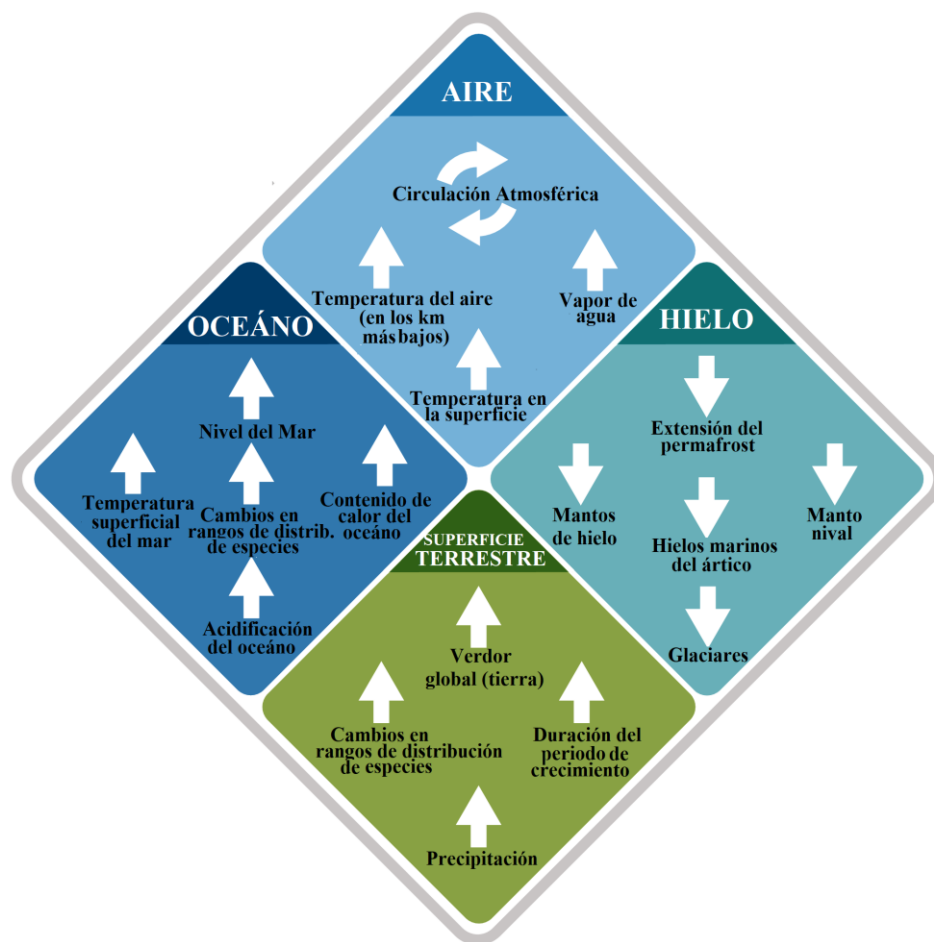 AIRE
Circulación Atmosférica
Temperatura del aire
(en los km
más bajos)
Vapor de
agua
Temperatura en
la superficie
OCEÁNO
Nivel del Mar
Temperatura
superficial
del mar
Cambios en
rangos de distrib.
de especies
Contenido de
calor del
oceáno
Acidificación
del oceáno
HIELO
Extensión del
permafrost
Mantos
de hielo
Hielos marinos
del ártico
Manto
nival
Glaciares
SUPERFICIE
TERRESTRE
Verdor
global (tierra)
Cambios en
rangos de distribución
de especies
Duración del
periodo de
crecimiento
Precipitación